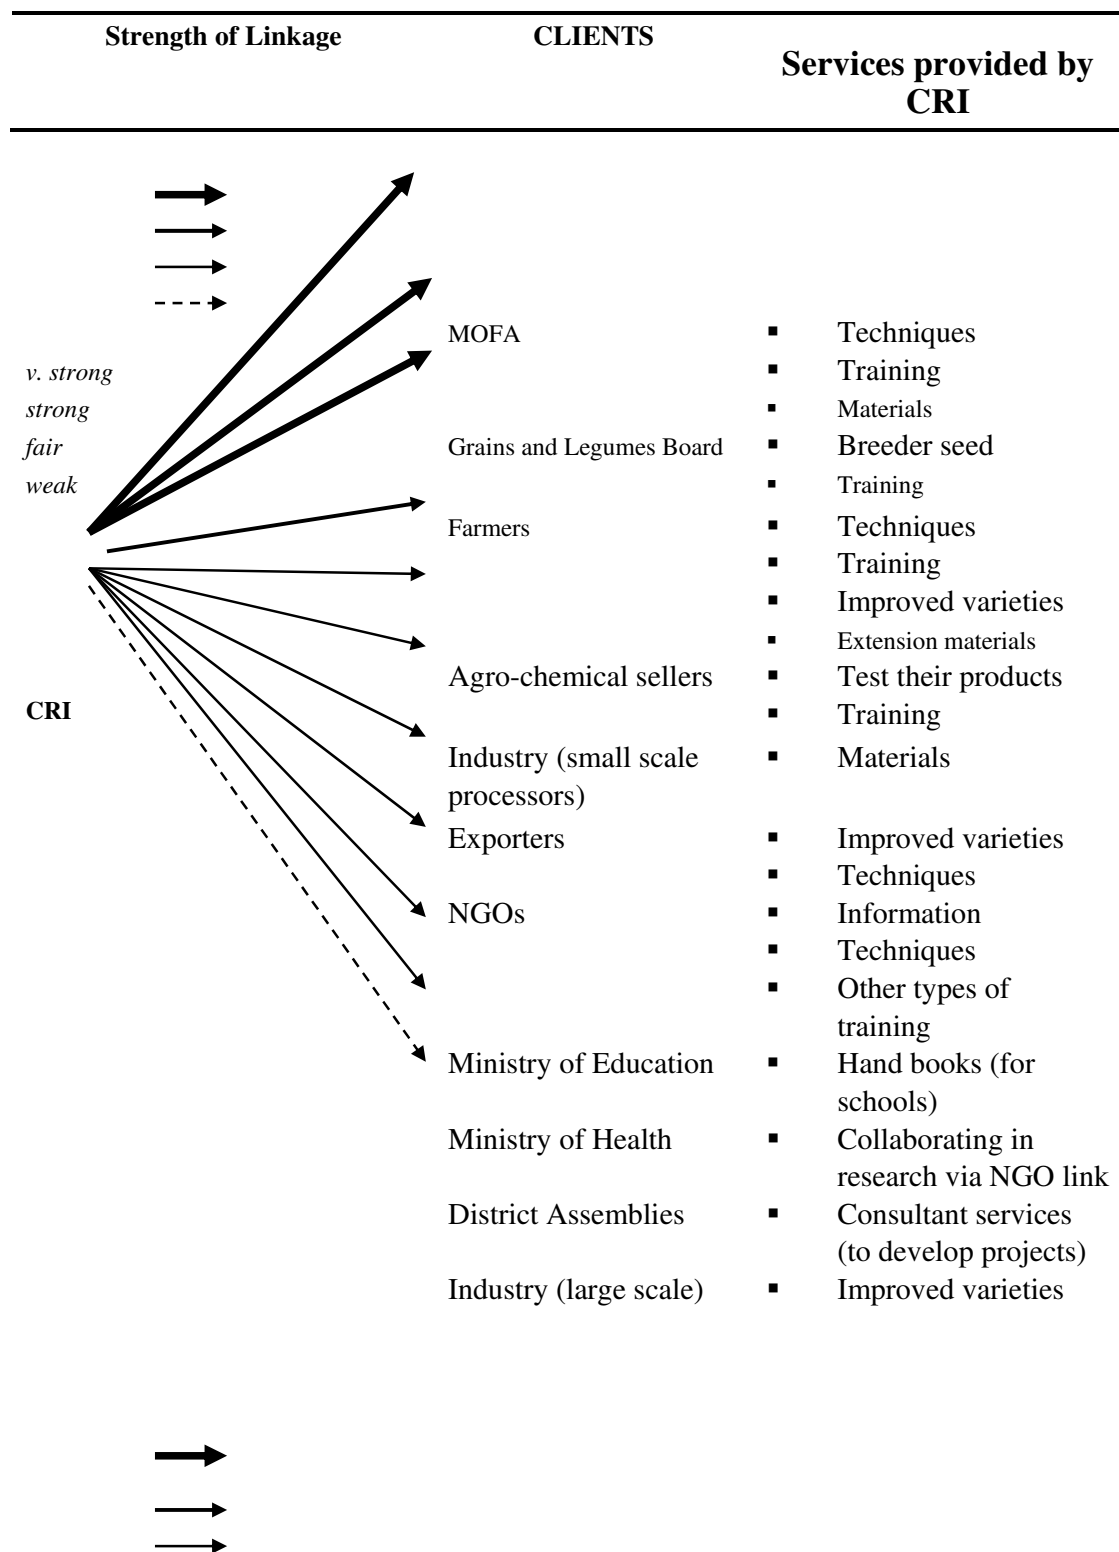 Strength of Linkage
CLIENTS
Services provided by
CRI
v. strong
strong
fair
weak
CRI
MOFA ▪ Techniques
▪ Training
▪ Materials
Grains and Legumes Board ▪ Breeder seed
▪ Training
Farmers ▪ Techniques
▪ Training
▪ Improved varieties
▪ Extension materials
Agro-chemical sellers ▪ Test their products
▪ Training
Industry (small scale ▪ Materials
processors)
Exporters ▪ Improved varieties
▪ Techniques
NGOs ▪ Information
▪ Techniques
▪ Other types of
training
Ministry of Education ▪ Hand books (for
schools)
Ministry of Health ▪ Collaborating in
research via NGO link
District Assemblies ▪ Consultant services
(to develop projects)
Industry (large scale) ▪ Improved varieties